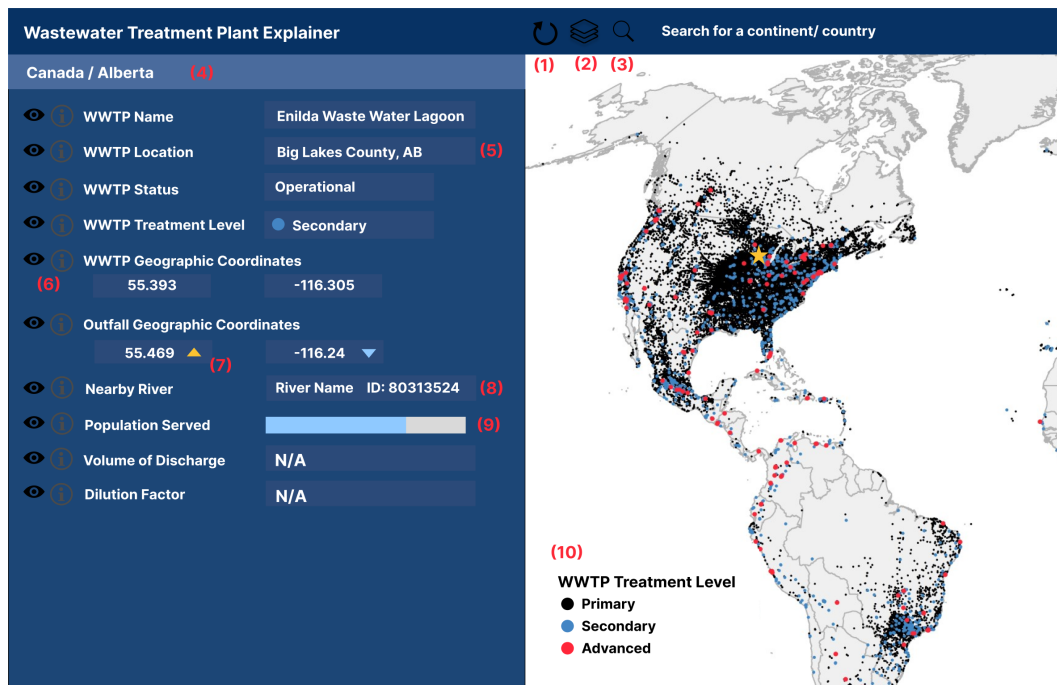 Wastewater Treatment Plant Explainer
Search for a continent/ country
(1)
(2)
(3)
Canada / Alberta (4)
WWTP Name Enilda Waste Water Lagoon
WWTP Location Big Lakes County, AB (5)
WWTP Status Operational
WWTP Treatment Level Secondary
WWTP Geographic Coordinates
(6) 55.393 -116.305
Outfall Geographic Coordinates
55.469 -116.24
(7)
Nearby River River Name ID: 80313524 (8)
Population Served (9)
Volume of Discharge N/A
Dilution Factor N/A
(10)
WWTP Treatment Level
Primary
Secondary
Advanced